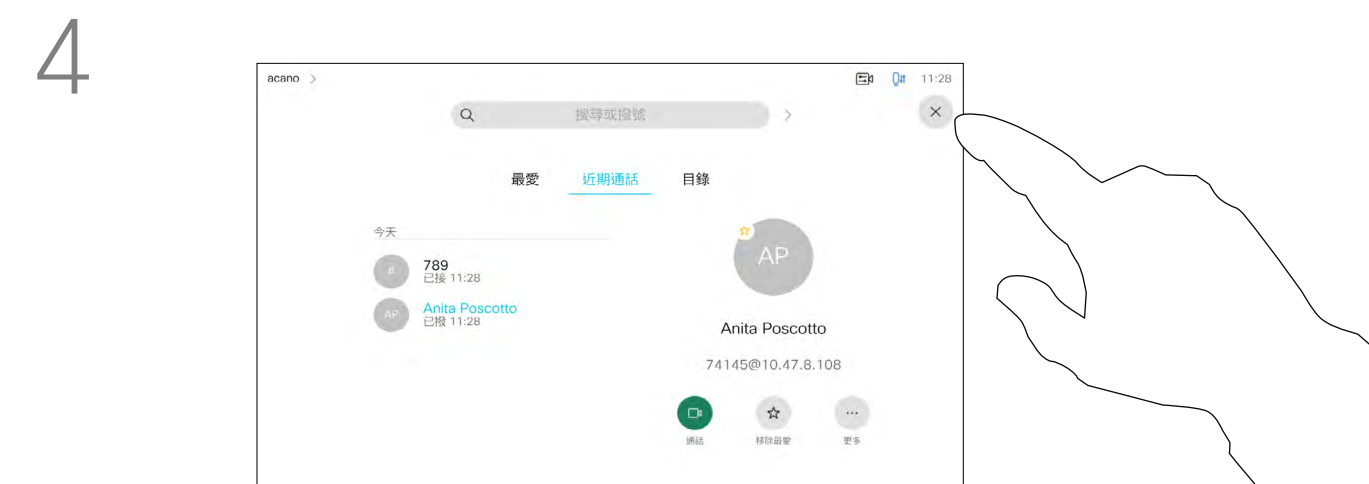 4
acano >
11:28
搜尋或撥號
最愛 近期通話 目錄
今天
#
789
已接 11:28
AP
Anita Poscotto
已撥 11:28
AP
Anita Poscotto
74145@10.47.8.108
通話 移除最愛 更多